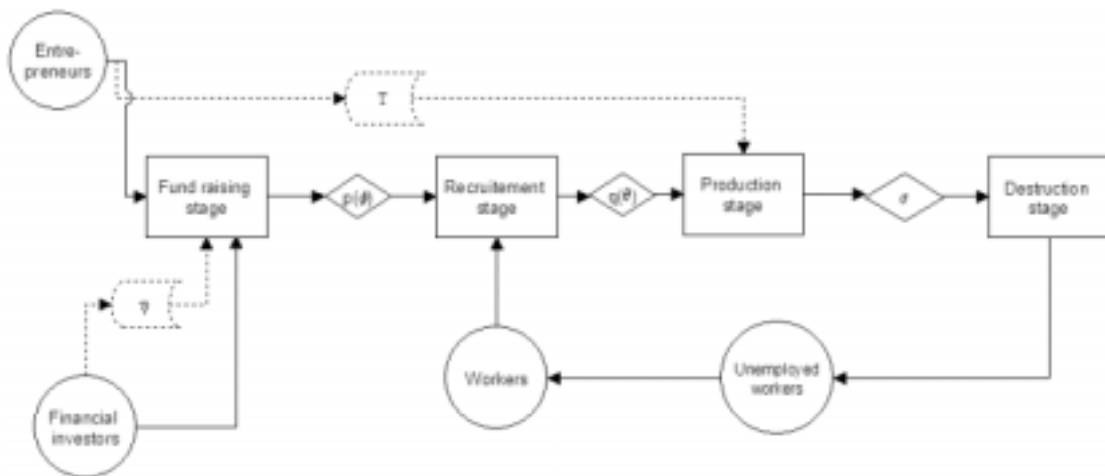 Entre-
preneurs
T
Fund raising
stage
Recruitement
stage
Production
stage
σ
Destruction
stage
Workers
Unemployed
workers
Financial
investors